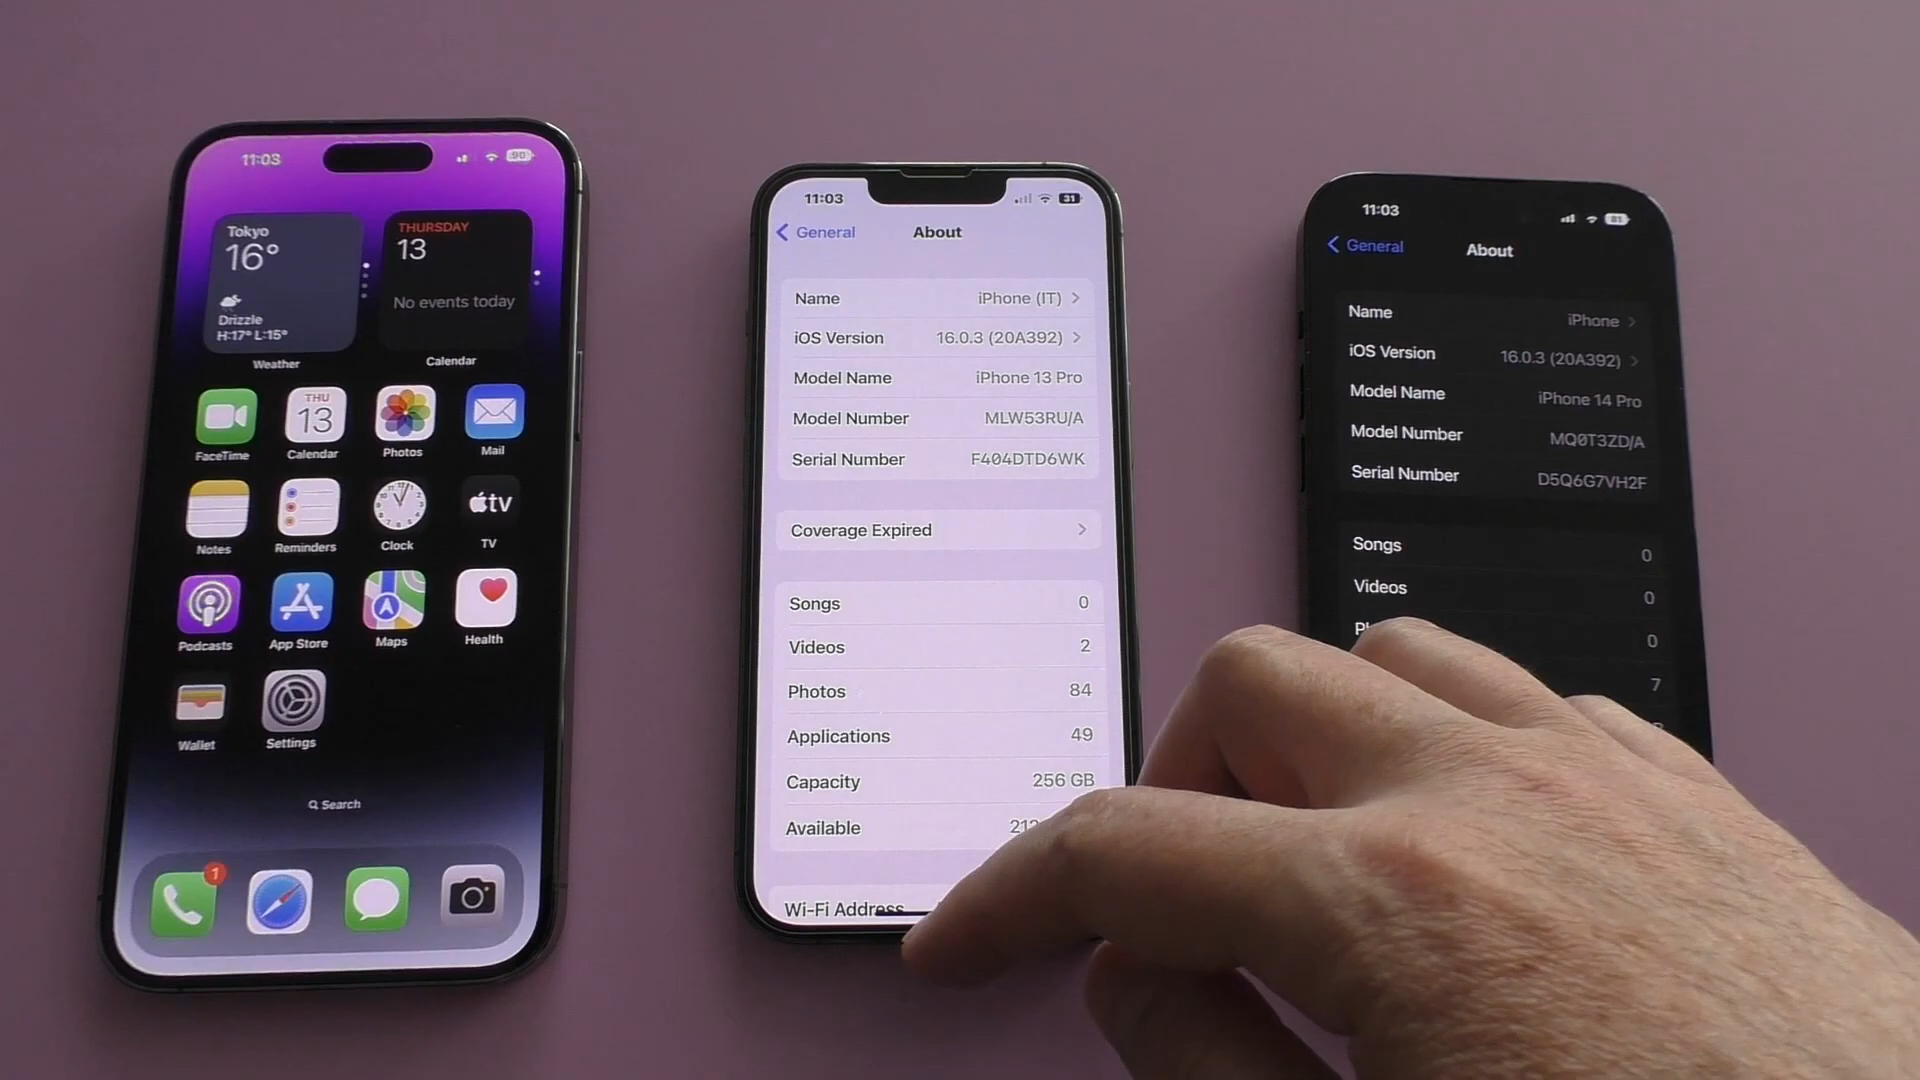 11:03
90
Tokyo
16°
Drizzle
H:17° L:15°
Weather
THURSDAY
13
No events today
Calendar
FaceTime
THU
13
Calendar
Photos
Mail
Notes
Reminders
Clock
tv
TV
Podcasts
App Store
Maps
Health
Wallet
Settings
Search
1
11:03
31
General
About
Name iPhone (IT)
iOS Version 16.0.3 (20A392)
Model Name iPhone 13 Pro
Model Number MLW53RU/A
Serial Number F404DTD6WK
Coverage Expired
Songs 0
Videos 2
Photos 84
Applications 49
Capacity 256 GB
Available
Wi-Fi Address
11:03
81
General
About
Name iPhone
iOS Version 16.0.3 (20A392)
Model Name iPhone 14 Pro
Model Number MQ0T3ZD/A
Serial Number D5Q6G7VH2F
Songs 0
Videos 0
0
7